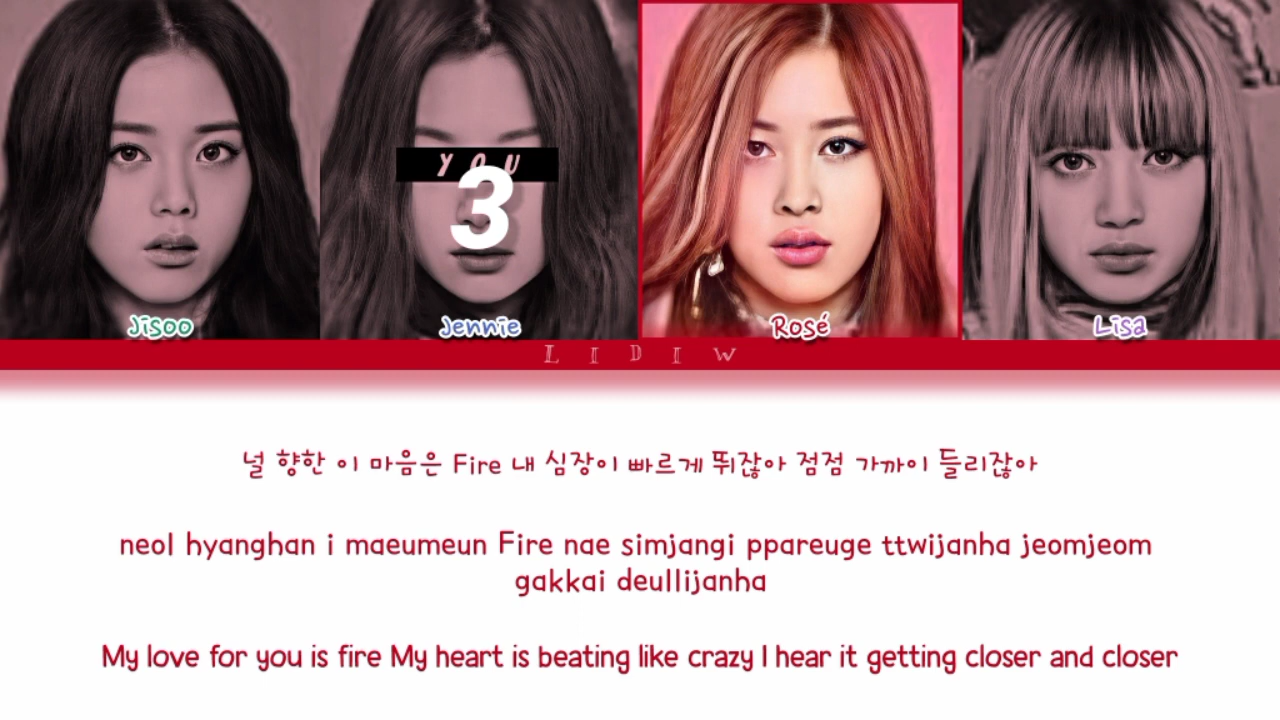 YOU
3
Jisoo
Jennie
Rosé
Lisa
L I D I W
널 향한 이 마음은 Fire 내 심장이 빠르게 뛰잖아 점점 가까이 들리잖아
neol hyanghan i maeumeun Fire nae simjangi ppareuge ttwijanha jeomjeom
gakkai deullijanha
My love for you is fire My heart is beating like crazy I hear it getting closer and closer